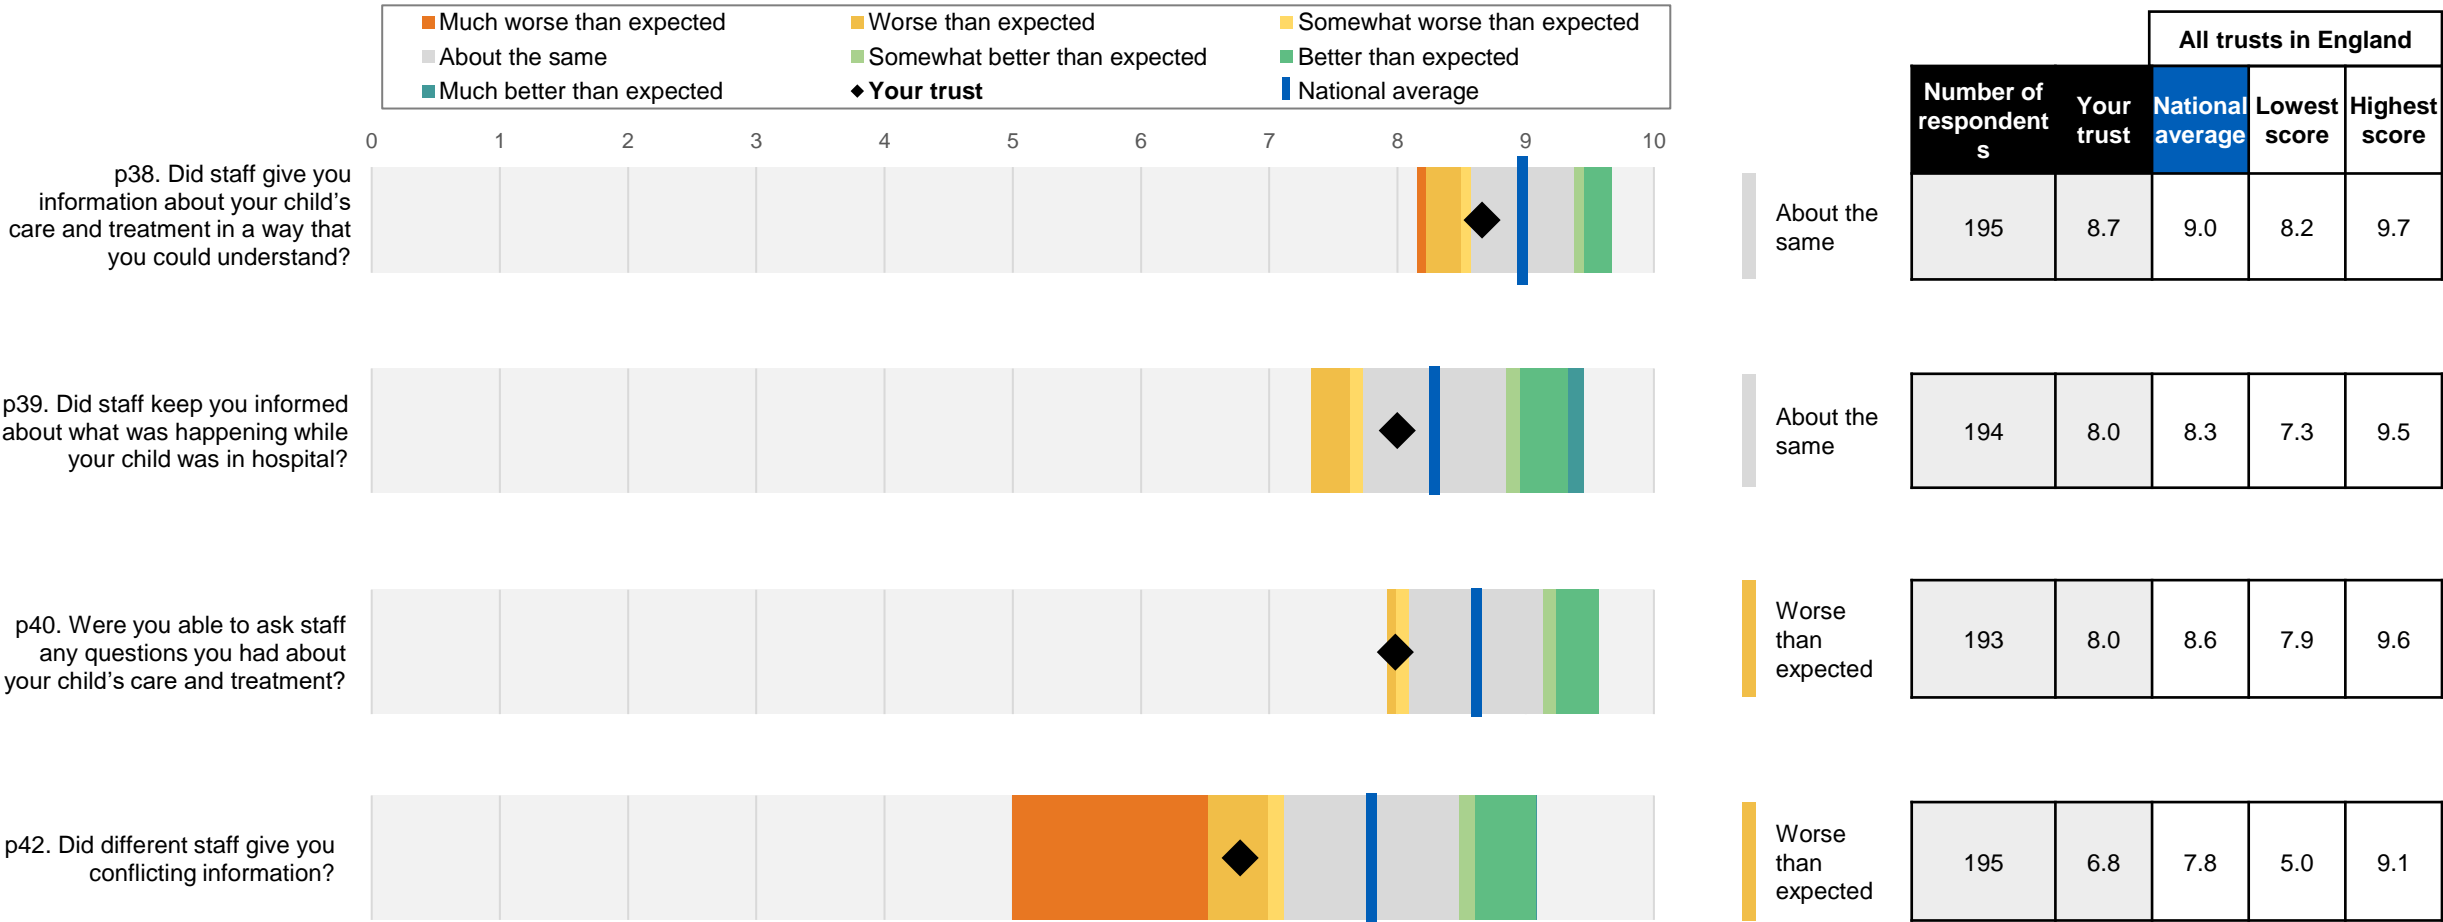 Much worse than expected
Worse than expected
Somewhat worse than expected
About the same
Somewhat better than expected
Better than expected
Much better than expected
Your trust
National average
All trusts in England
Number of
respondent
s
Your
trust
National
average
Lowest
score
Highest
score
0 1 2 3 4 5 6 7 8 9 10
p38. Did staff give you
information about your child’s
care and treatment in a way that
you could understand?
About the
same
195 8.7 9.0 8.2 9.7
p39. Did staff keep you informed
about what was happening while
your child was in hospital?
About the
same
194 8.0 8.3 7.3 9.5
p40. Were you able to ask staff
any questions you had about
your child’s care and treatment?
Worse
than
expected
193 8.0 8.6 7.9 9.6
p42. Did different staff give you
conflicting information?
Worse
than
expected
195 6.8 7.8 5.0 9.1